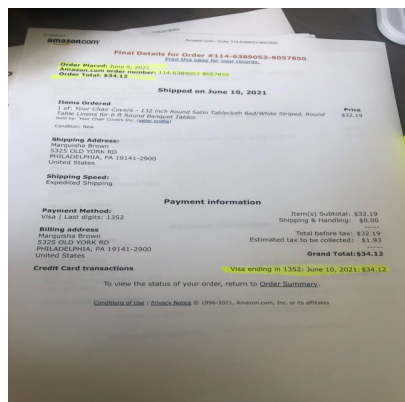 amazon.com
Final Details for Order #114-6389053-8057850
Print this page for your records.
Order Placed: June 9, 2021
Amazon.com order number: 114-6389053-8057850
Order Total: $34.12
Shipped on June 10, 2021
Items Ordered Price
1 of: Your Chair Covers - 132 inch Round Satin Tablecloth Red/White Striped, Round $32.19
Table Linens for 6 ft Round Banquet Tables
Sold by: Your Chair Covers Inc. (seller profile)
Condition: New
Shipping Address:
Marquisha Brown
5325 OLD YORK RD
PHILADELPHIA, PA 19141-2900
United States
Shipping Speed:
Expedited Shipping
Payment information
Payment Method: Item(s) Subtotal: $32.19
Visa | Last digits: 1352 Shipping & Handling: $0.00
-----
Billing address Total before tax: $32.19
Marquisha Brown Estimated tax to be collected: $1.93
5325 OLD YORK RD -----
PHILADELPHIA, PA 19141-2900 Grand Total: $34.12
United States
Credit Card transactions Visa ending in 1352: June 10, 2021: $34.12
To view the status of your order, return to Order Summary.
Conditions of Use | Privacy Notice © 1996-2021, Amazon.com, Inc. or its affiliates